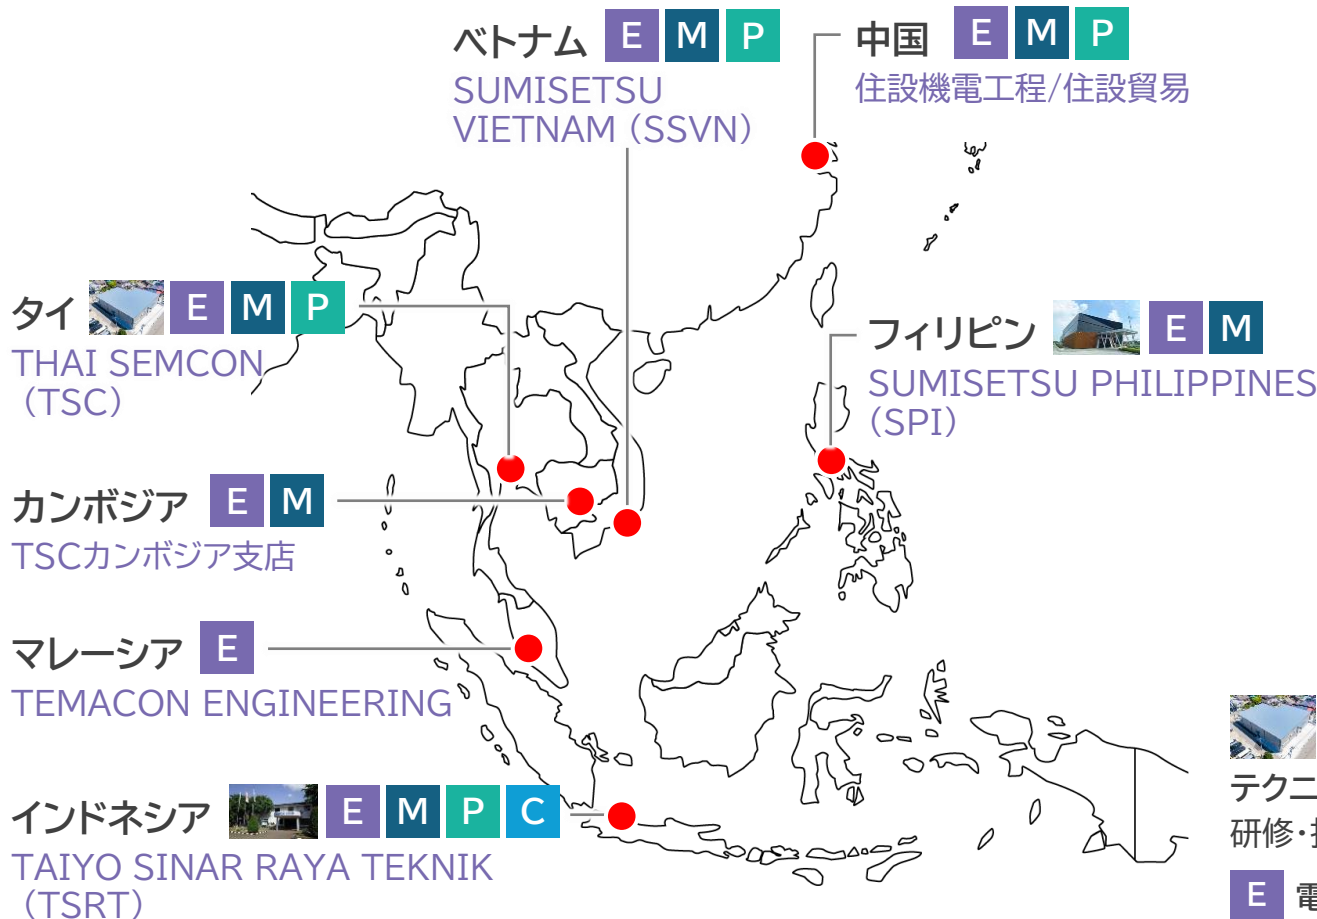 ベトナム E M P
SUMISETSU
VIETNAM (SSVN)
中国 E M P
住設機電工程/住設貿易
タイ E M P
THAI SEMCON
(TSC)
フィリピン E M
SUMISETSU PHILIPPINES
(SPI)
カンボジア E M
TSCカンボジア支店
マレーシア E
TEMACON ENGINEERING
インドネシア E M P C
TAIYO SINAR RAYA TEKNIK
(TSRT)
テクニ
研修・
E 電